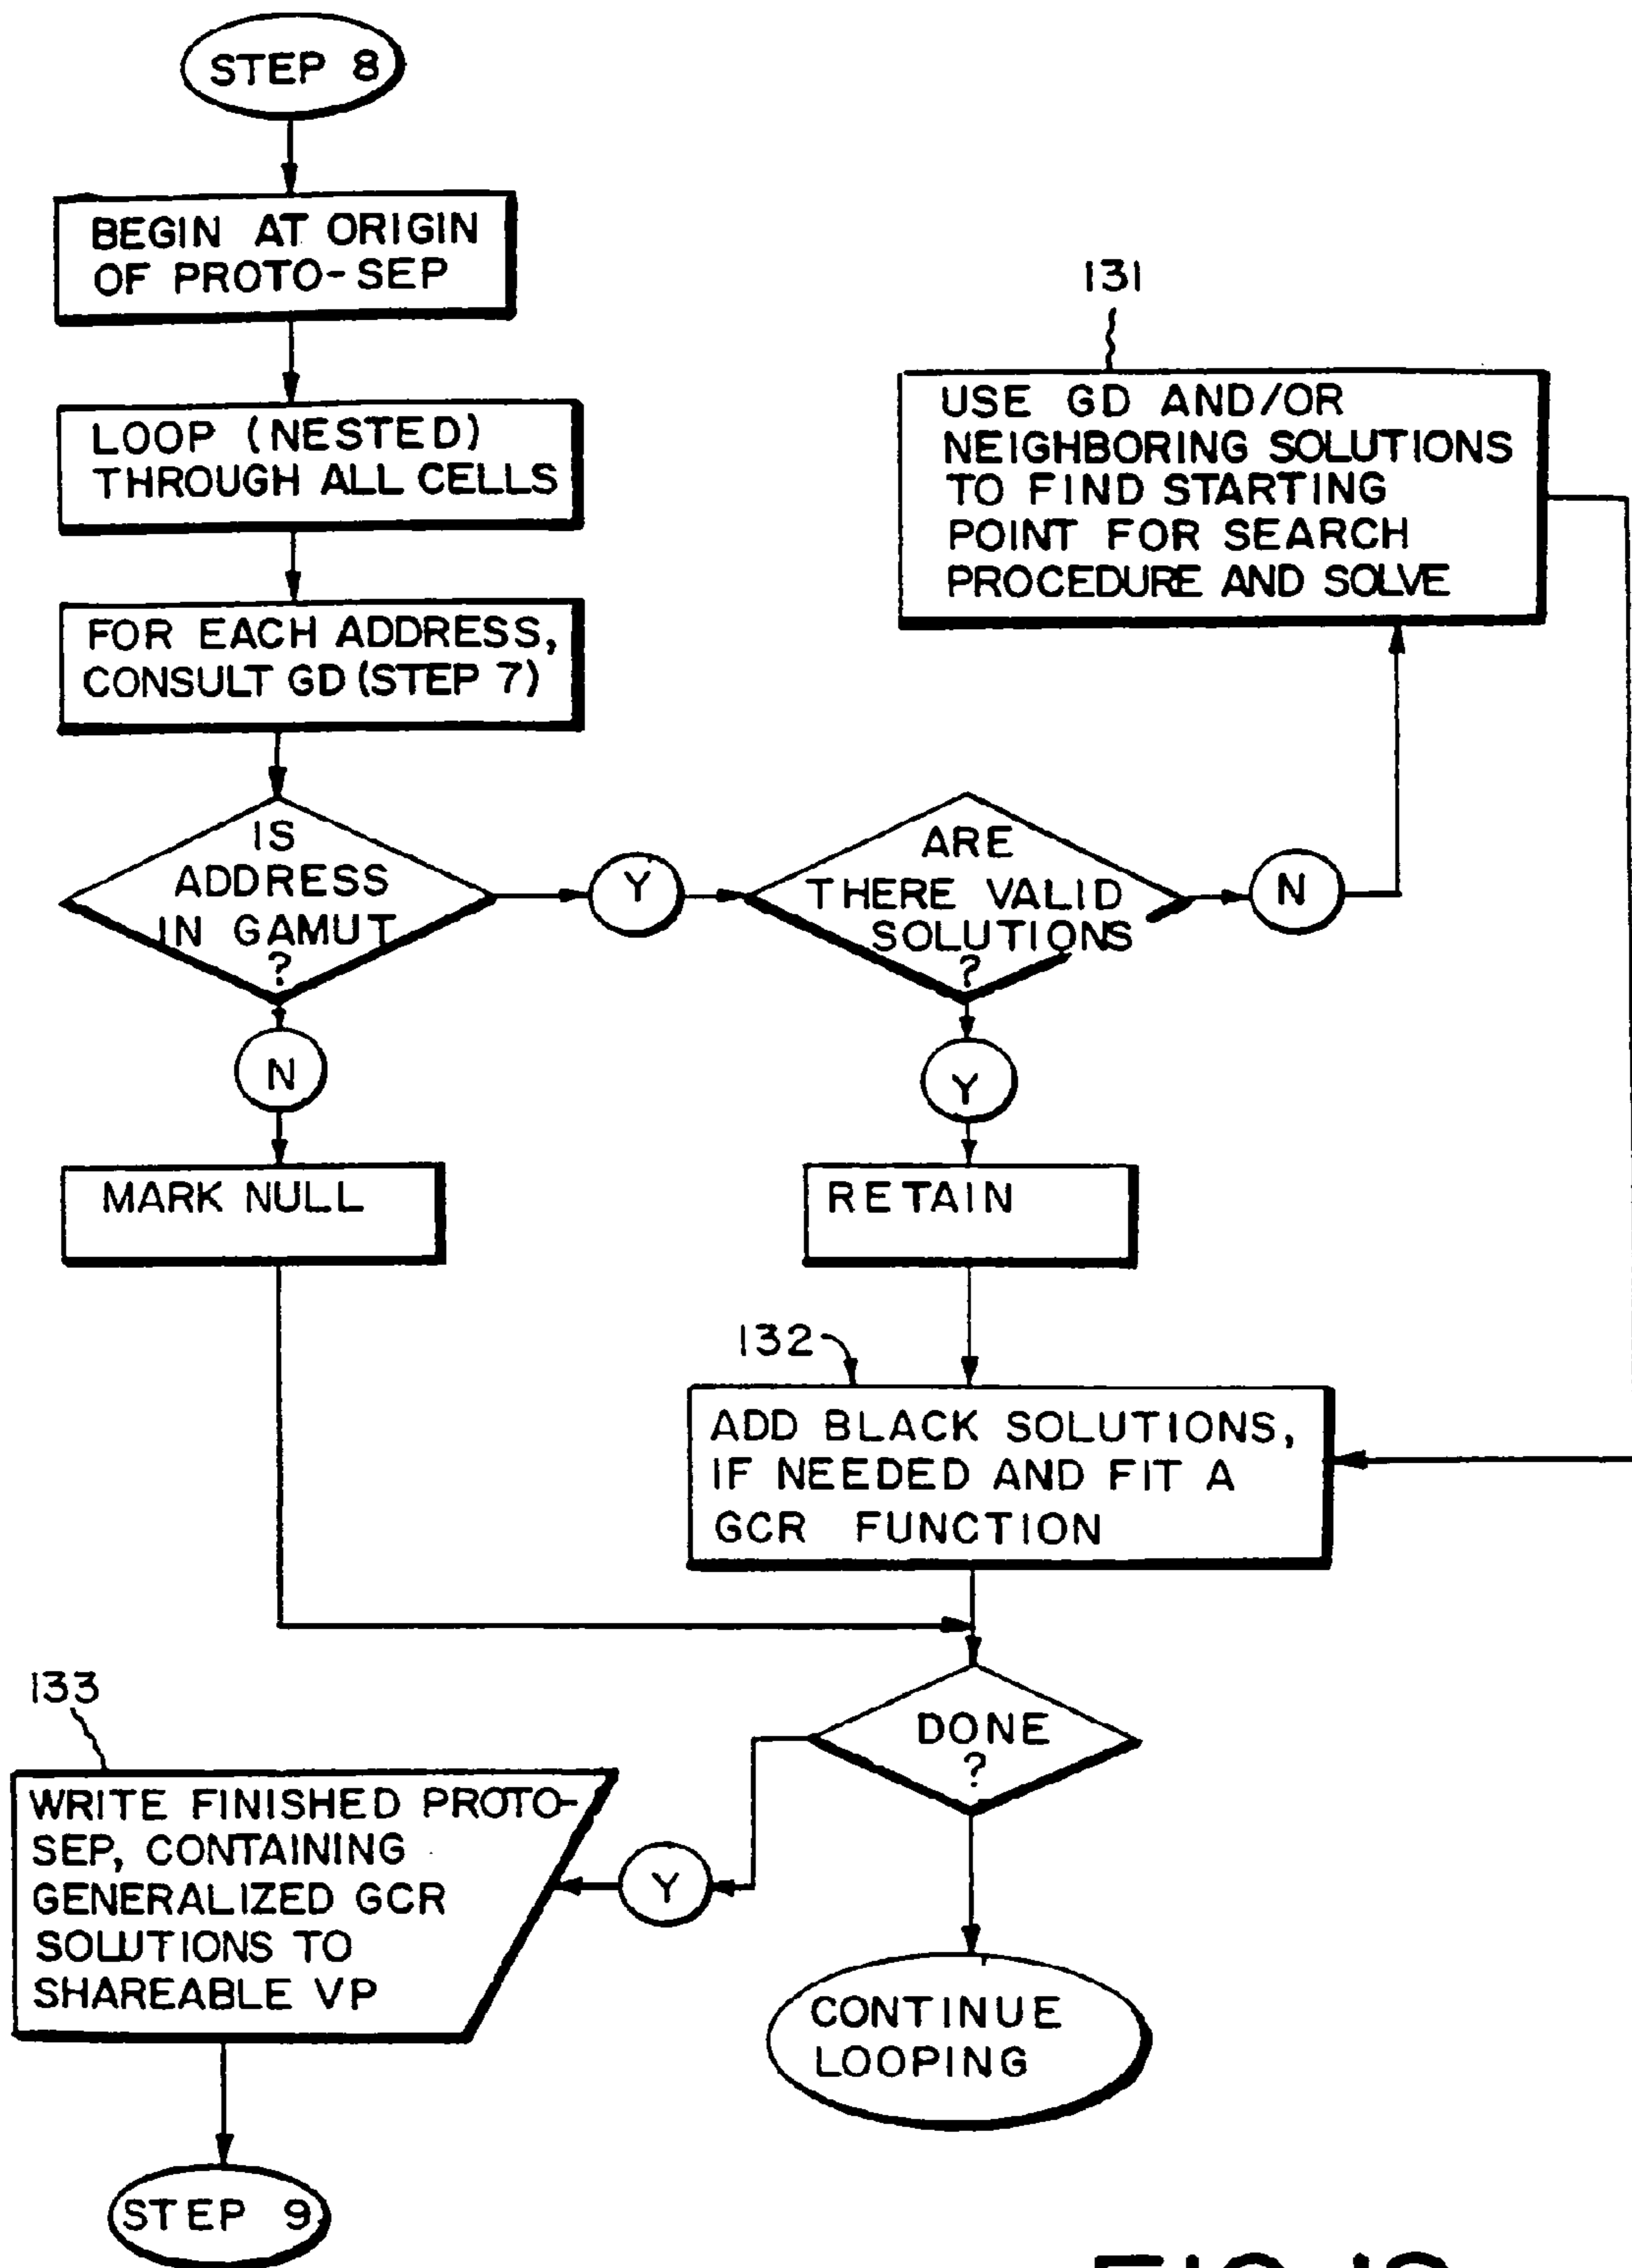 STEP 8
BEGIN AT ORIGIN
OF PROTO-SEP
LOOP (NESTED)
THROUGH ALL CELLS
FOR EACH ADDRESS,
CONSULT GD (STEP 7)
IS
ADDRESS
IN GAMUT
?
Y
ARE
THERE VALID
SOLUTIONS
?
N
131
USE GD AND/OR
NEIGHBORING SOLUTIONS
TO FIND STARTING
POINT FOR SEARCH
PROCEDURE AND SOLVE
N
Y
MARK NULL
RETAIN
132
ADD BLACK SOLUTIONS,
IF NEEDED AND FIT A
GCR FUNCTION
DONE
?
133
WRITE FINISHED PROTO-
SEP, CONTAINING
GENERALIZED GCR
SOLUTIONS TO
SHAREABLE VP
Y
CONTINUE
LOOPING
STEP 9